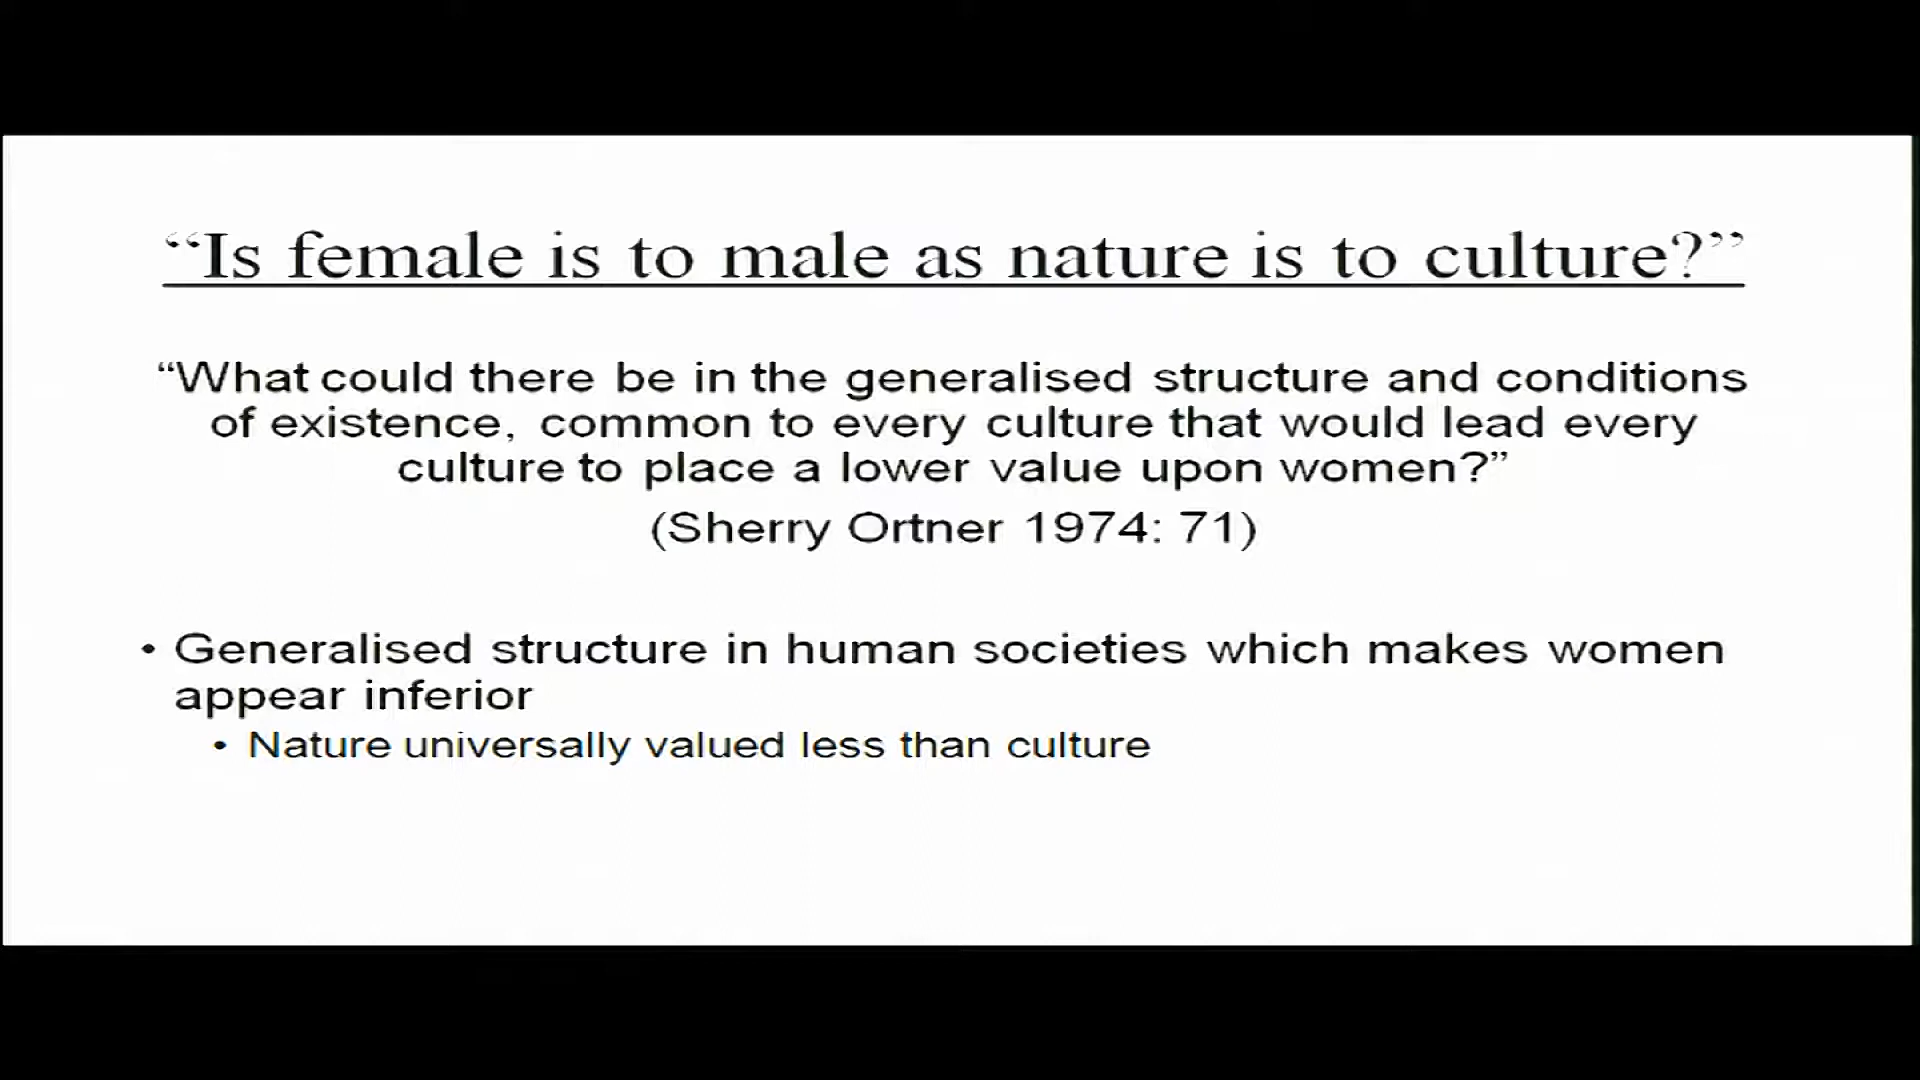 “Is female is to male as nature is to culture?”
“What could there be in the generalised structure and conditions
of existence, common to every culture that would lead every
culture to place a lower value upon women?”
(Sherry Ortner 1974: 71)
• Generalised structure in human societies which makes women
appear inferior
• Nature universally valued less than culture